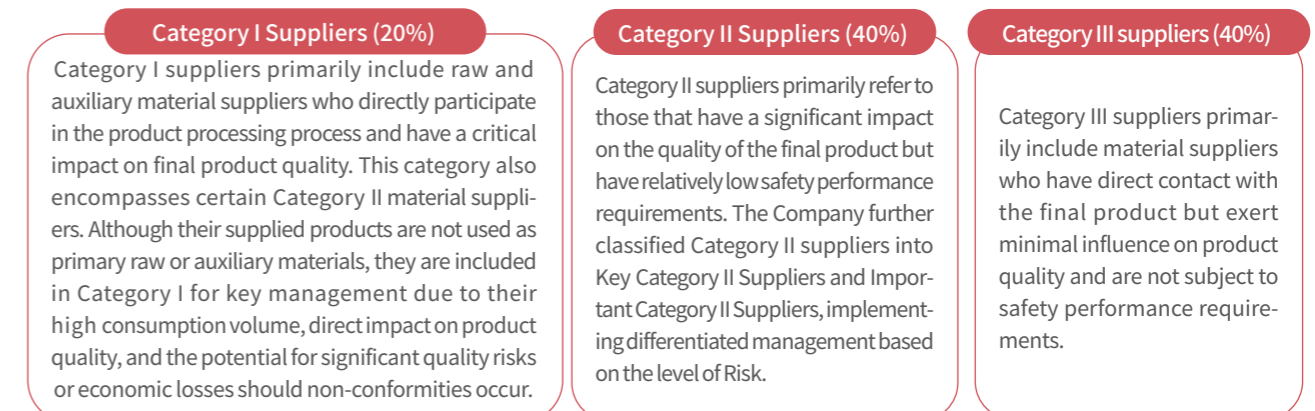 Category I Suppliers (20%)
Category I suppliers primarily include raw and
auxiliary material suppliers who directly participate
in the product processing process and have a critical
impact on final product quality. This category also
encompasses certain Category II material suppli-
ers. Although their supplied products are not used as
primary raw or auxiliary materials, they are included
in Category I for key management due to their
high consumption volume, direct impact on product
quality, and the potential for significant quality risks
or economic losses should non-conformities occur.
Category II Suppliers (40%)
Category II suppliers primarily refer to
those that have a significant impact
on the quality of the final product but
have relatively low safety performance
requirements. The Company further
classified Category II suppliers into
Key Category II Suppliers and Impor-
tant Category II Suppliers, implement-
ing differentiated management based
on the level of Risk.
Category III suppliers (40%)
Category III suppliers primar-
ily include material suppliers
who have direct contact with
the final product but exert
minimal influence on product
quality and are not subject to
safety performance require-
ments.